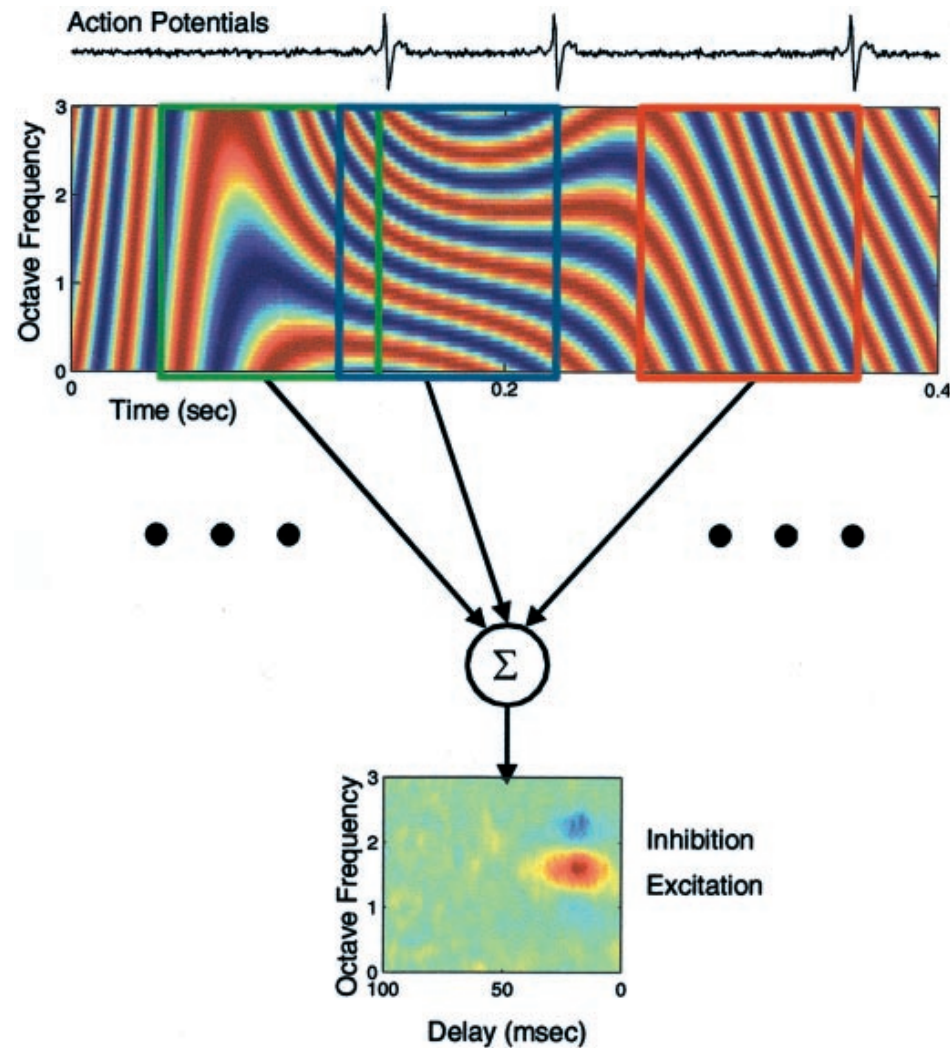 Action Potentials
Octave Frequency
3
2
1
0
0
0.2
0.4
Time (sec)
Σ
Octave Frequency
3
2
1
0
100
50
0
Inhibition
Excitation
Delay (msec)